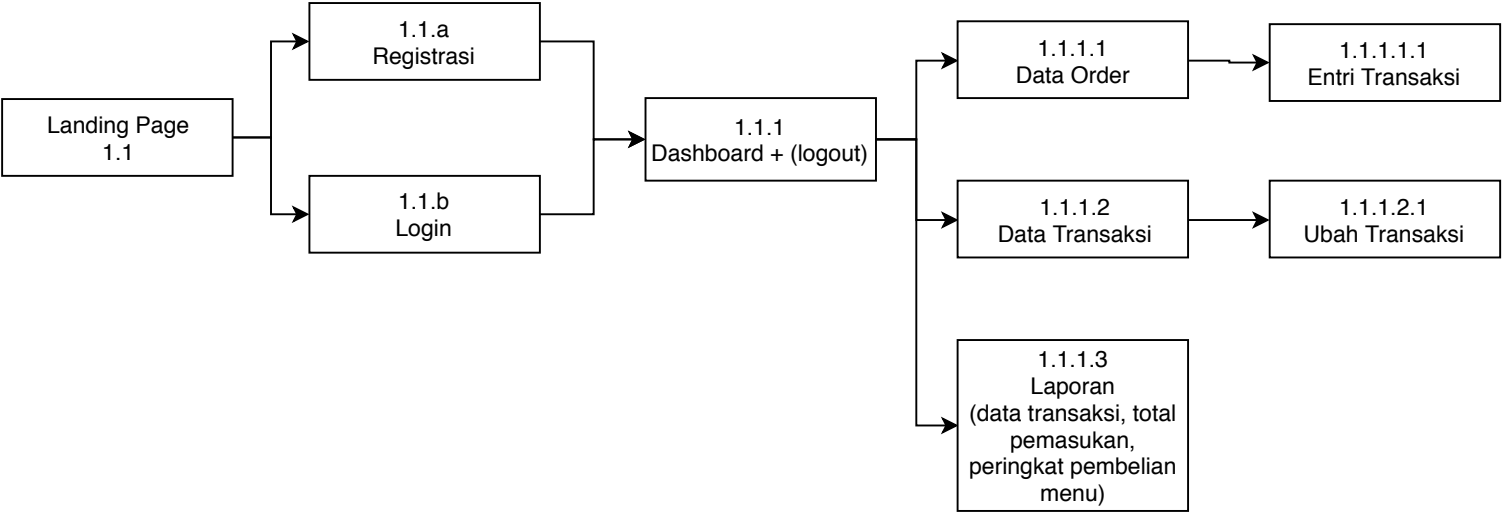 Landing Page
1.1
1.1.a
Registrasi
1.1.b
Login
1.1.1
Dashboard + (logout)
1.1.1.1
Data Order
1.1.1.1.1
Entri Transaksi
1.1.1.2
Data Transaksi
1.1.1.2.1
Ubah Transaksi
1.1.1.3
Laporan
(data transaksi, total
pemasukan,
peringkat pembelian
menu)